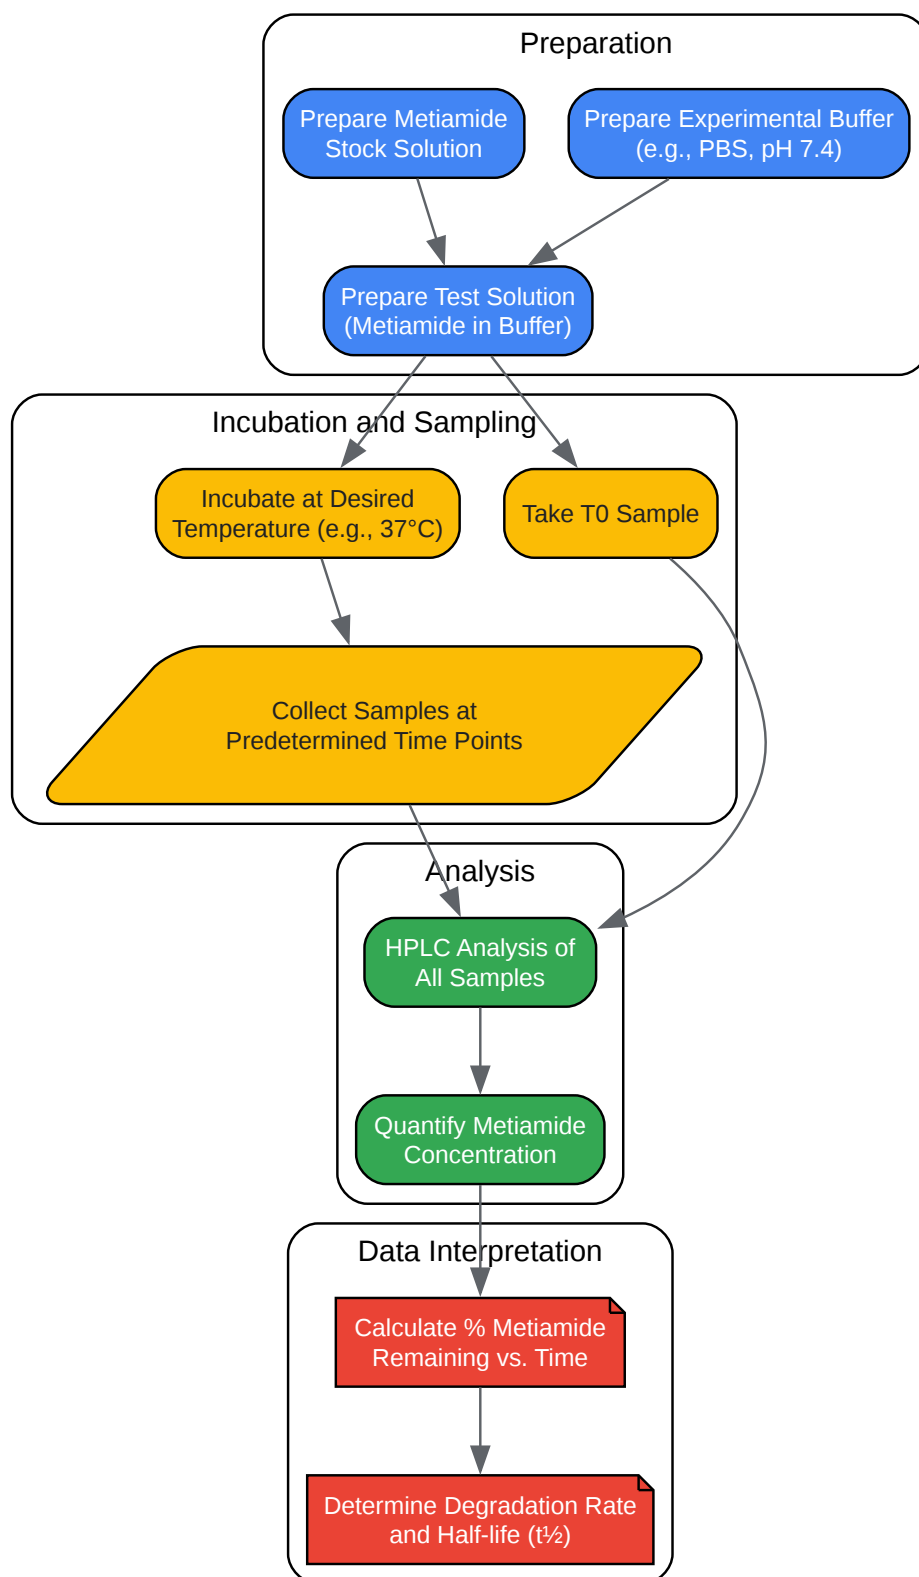 Preparation
Prepare Metiamide
Stock Solution
Prepare Experimental Buffer
(e.g., PBS, pH 7.4)
Prepare Test Solution
(Metiamide in Buffer)
Incubation and Sampling
Incubate at Desired
Temperature (e.g., 37°C)
Take T0 Sample
Collect Samples at
Predetermined Time Points
Analysis
HPLC Analysis of
All Samples
Quantify Metiamide
Concentration
Data Interpretation
Calculate % Metiamide
Remaining vs. Time
Determine Degradation Rate
and Half-life (t½)